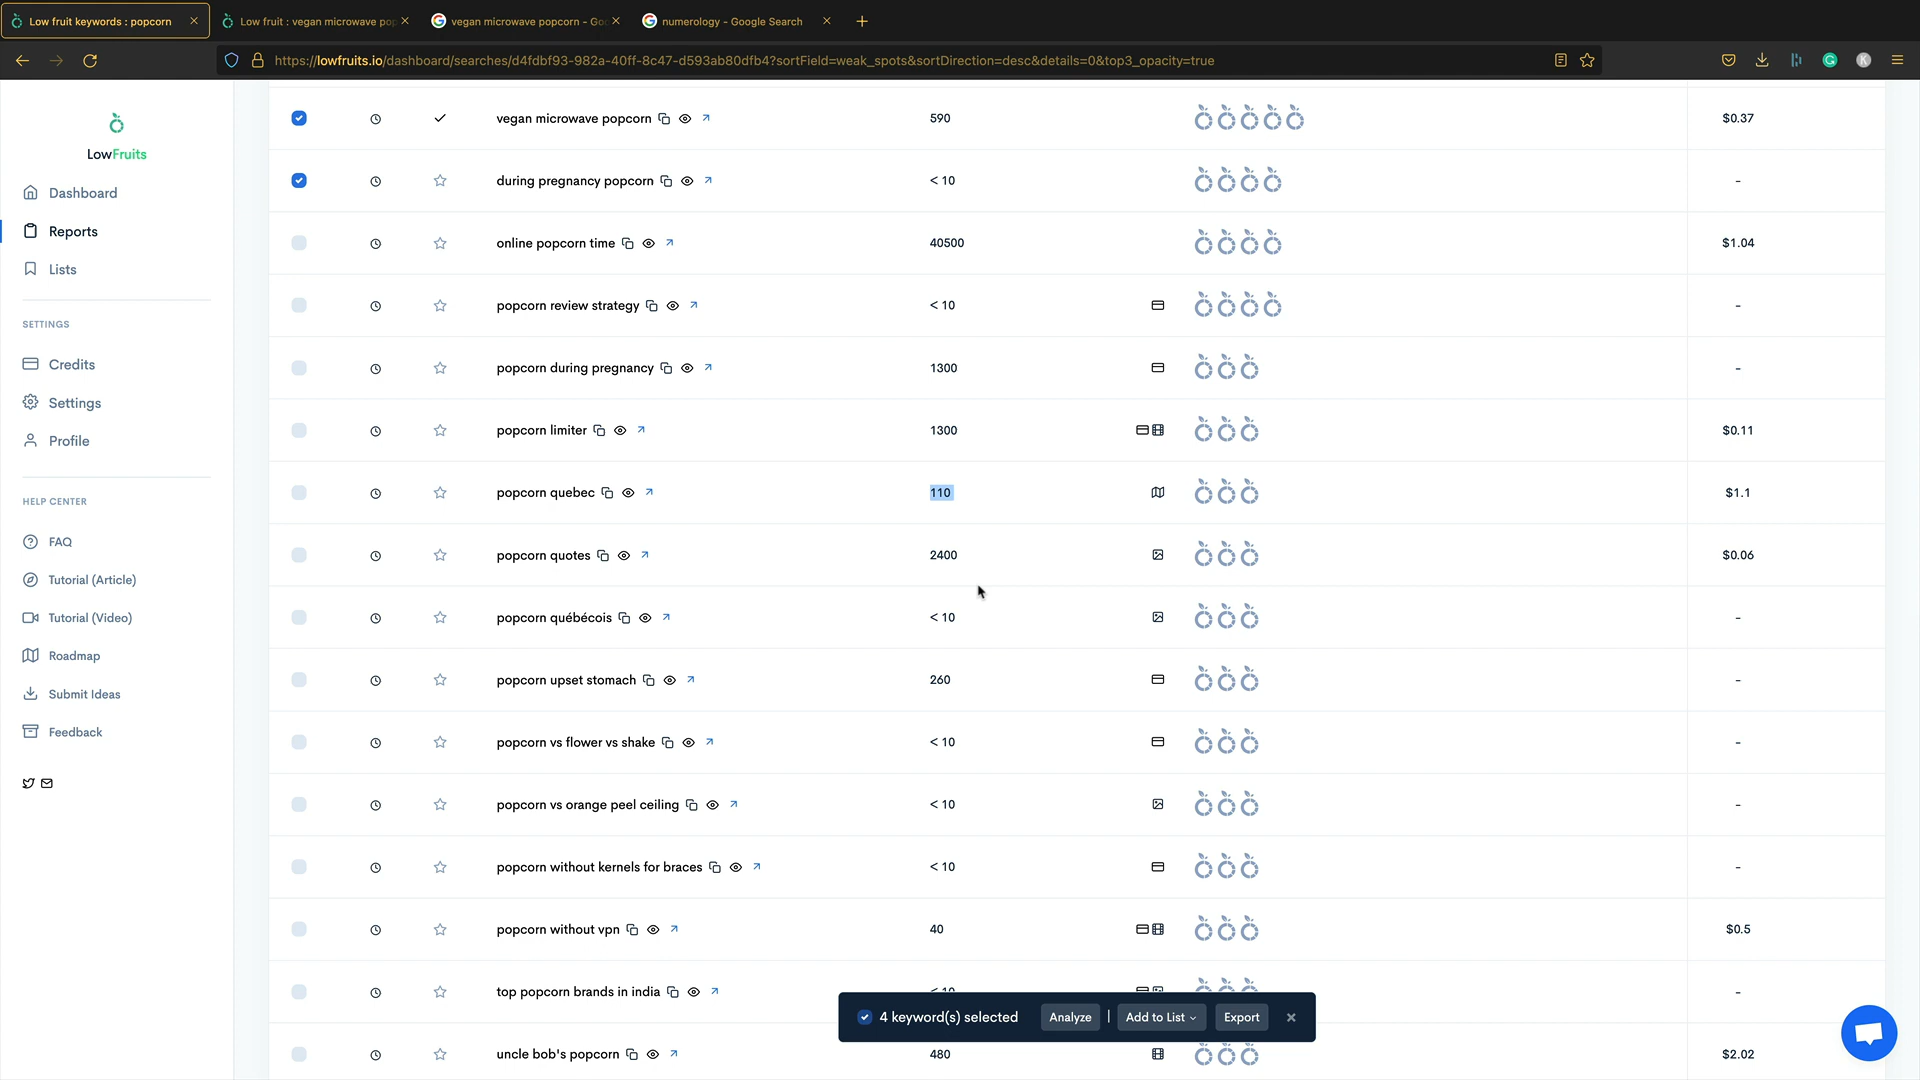 Low fruit keywords : popcorn
Low fruit : vegan microwave pop
vegan microwave popcorn - Go
numerology - Google Search
https://lowfruits.io/dashboard/searches/d4fdbf93-982a-40ff-8c47-d593ab80dfb4?sortField=weak_spots&sortDirection=desc&details=0&top3_opacity=true
K
LowFruits
Dashboard
Reports
Lists
SETTINGS
Credits
Settings
Profile
HELP CENTER
FAQ
Tutorial (Article)
Tutorial (Video)
Roadmap
Submit Ideas
Feedback
vegan microwave popcorn 590 $0.37
during pregnancy popcorn < 10 -
online popcorn time 40500 $1.04
popcorn review strategy < 10 -
popcorn during pregnancy 1300 -
popcorn limiter 1300 $0.11
popcorn quebec 110 $1.1
popcorn quotes 2400 $0.06
popcorn québécois < 10 -
popcorn upset stomach 260 -
popcorn vs flower vs shake < 10 -
popcorn vs orange peel ceiling < 10 -
popcorn without kernels for braces < 10 -
popcorn without vpn 40 $0.5
top popcorn brands in india < 10 -
4 keyword(s) selected Analyze | Add to List Export
uncle bob's popcorn 480 $2.02